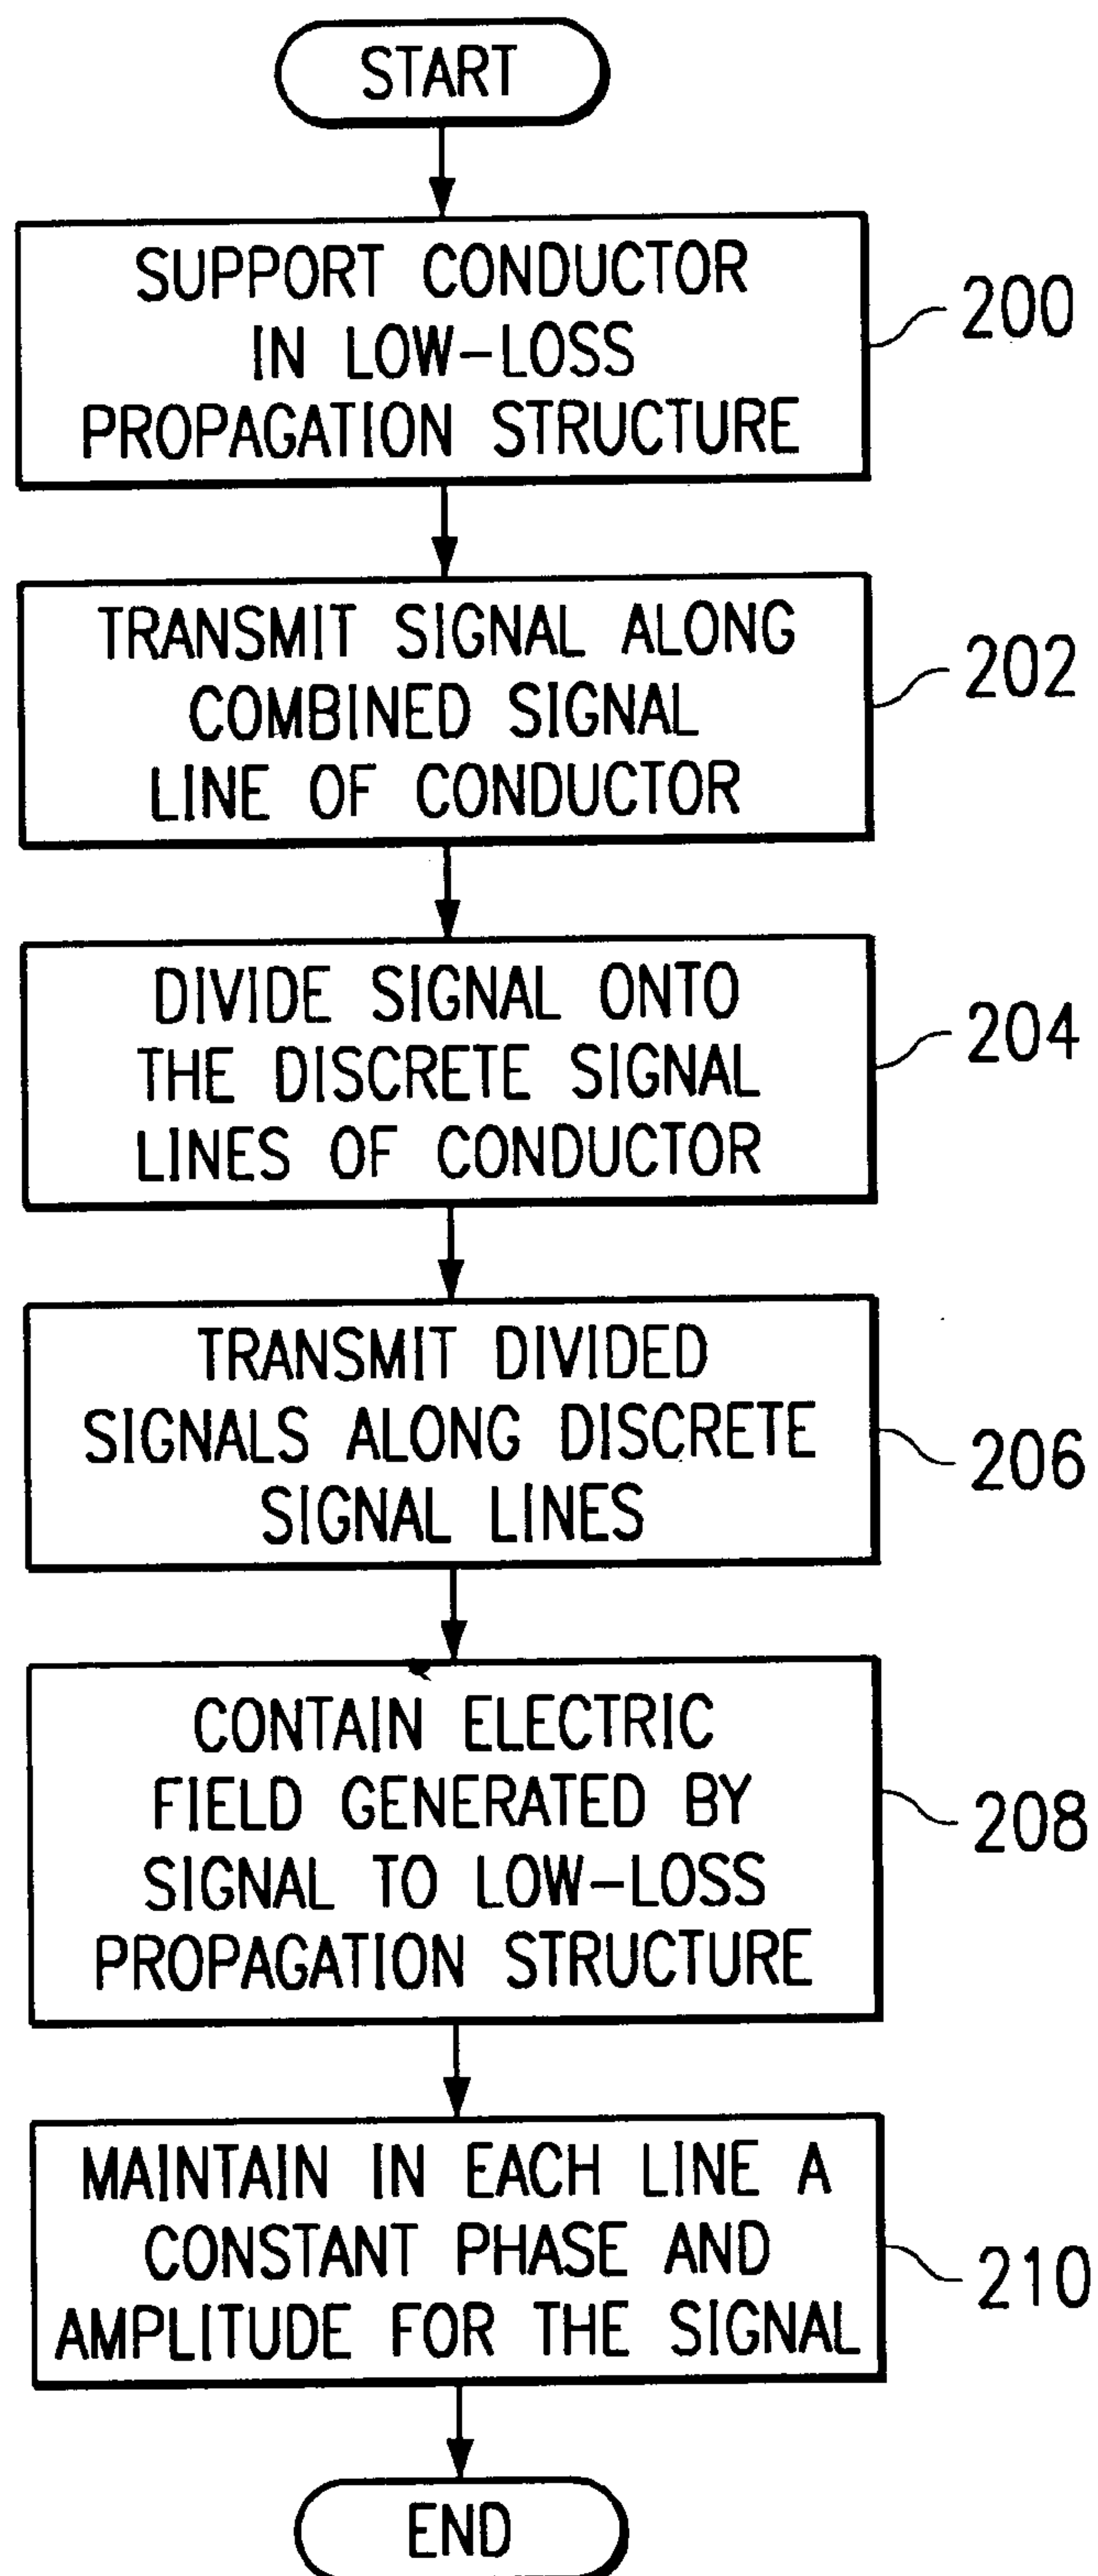 START
SUPPORT CONDUCTOR
IN LOW-LOSS
PROPAGATION STRUCTURE
200
TRANSMIT SIGNAL ALONG
COMBINED SIGNAL
LINE OF CONDUCTOR
202
DIVIDE SIGNAL ONTO
THE DISCRETE SIGNAL
LINES OF CONDUCTOR
204
TRANSMIT DIVIDED
SIGNALS ALONG DISCRETE
SIGNAL LINES
206
CONTAIN ELECTRIC
FIELD GENERATED BY
SIGNAL TO LOW-LOSS
PROPAGATION STRUCTURE
208
MAINTAIN IN EACH LINE A
CONSTANT PHASE AND
AMPLITUDE FOR THE SIGNAL
210
END